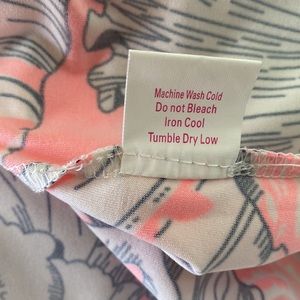 Machine Wash Cold
Do not Bleach
Iron Cool
Tumble Dry Low